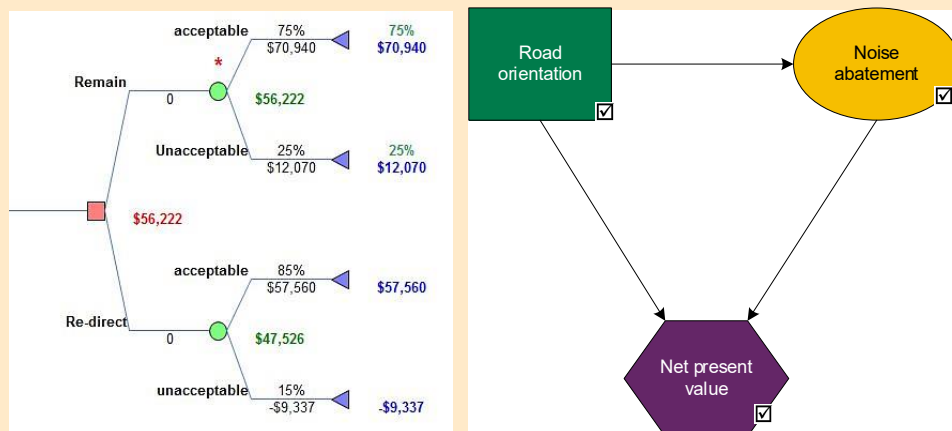 acceptable 75% 75%
$70,940 $70,940
*
Remain
0 $56,222
Unacceptable 25% 25%
$12,070 $12,070
$56,222
acceptable 85%
$57,560 $57,560
Re-direct
0 $47,526
unacceptable 15%
-$9,337 -$9,337
Road
orientation
Noise
abatement
Net present
value